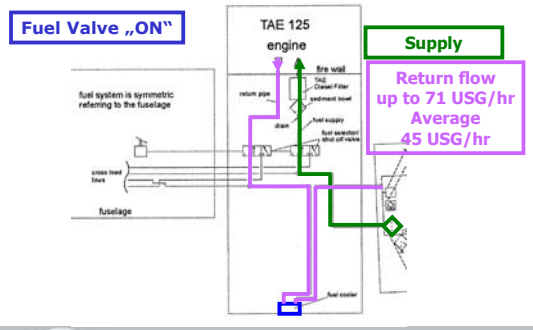 Fuel Valve „ON“
TAE 125
engine
Supply
fire wall
Return flow
up to 71 USG/hr
Average
45 USG/hr
TAE
Diesel Filter
return pipe
sediment bowl
fuel system is symmetric
referring to the fuselage
drain
fuel supply
fuel selector/
shut off valve
cross feed
lines
fuselage
fuel cooler